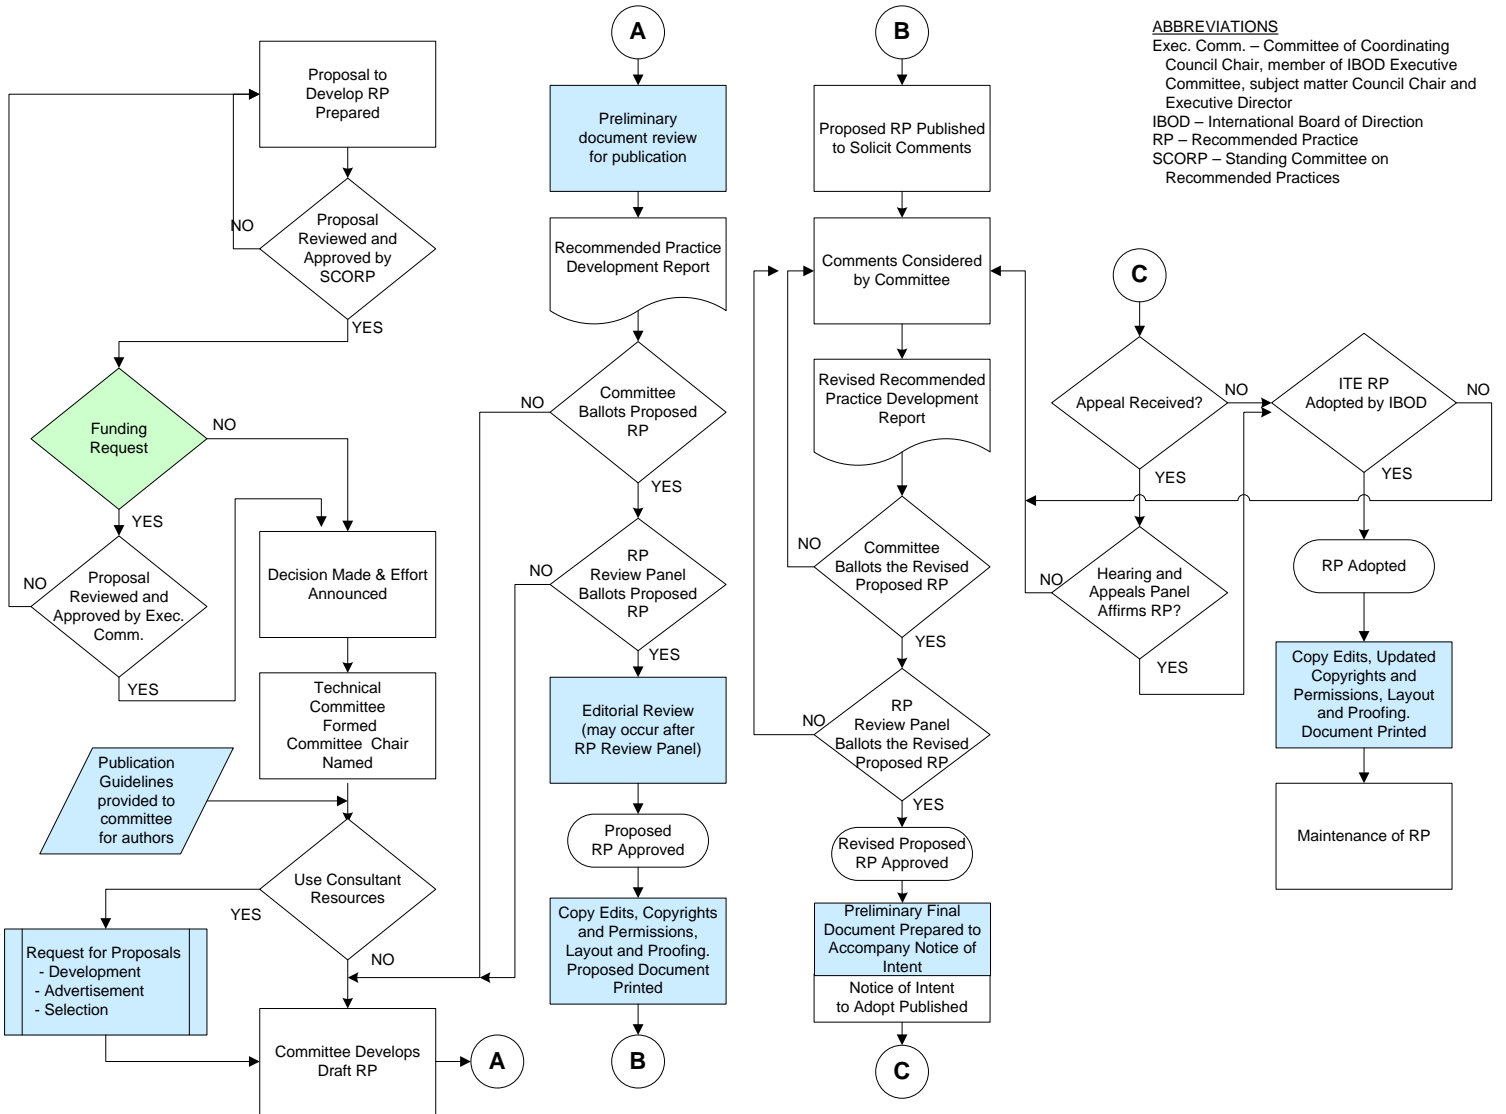 Proposal to
Develop RP
Prepared
NO
Proposal
Reviewed and
Approved by
SCORP
YES
Funding
Request
NO
YES
NO
Proposal
Reviewed and
Approved by Exec.
Comm.
YES
Decision Made & Effort
Announced
Technical
Committee
Formed
Committee Chair
Named
Publication
Guidelines
provided to
committee
for authors
Use Consultant
Resources
YES
NO
Request for Proposals
- Development
- Advertisement
- Selection
Committee Develops
Draft RP
A
A
Preliminary
document review
for publication
Recommended Practice
Development Report
NO
Committee
Ballots Proposed
RP
YES
NO
RP
Review Panel
Ballots Proposed
RP
YES
Editorial Review
(may occur after
RP Review Panel)
Proposed
RP Approved
Copy Edits, Copyrights
and Permissions,
Layout and Proofing.
Proposed Document
Printed
B
B
Proposed RP Published
to Solicit Comments
Comments Considered
by Committee
Revised Recommended
Practice Development
Report
NO
Committee
Ballots the Revised
Proposed RP
YES
NO
RP
Review Panel
Ballots the Revised
Proposed RP
YES
Revised Proposed
RP Approved
Preliminary Final
Document Prepared to
Accompany Notice of
Intent
Notice of Intent
to Adopt Published
C
ABBREVIATIONS
Exec. Comm. – Committee of Coordinating
Council Chair, member of IBOD Executive
Committee, subject matter Council Chair and
Executive Director
IBOD – International Board of Direction
RP – Recommended Practice
SCORP – Standing Committee on
Recommended Practices
C
Appeal Received?
NO
YES
ITE RP
Adopted by IBOD
NO
YES
NO
Hearing and
Appeals Panel
Affirms RP?
YES
RP Adopted
Copy Edits, Updated
Copyrights and
Permissions, Layout
and Proofing.
Document Printed
Maintenance of RP